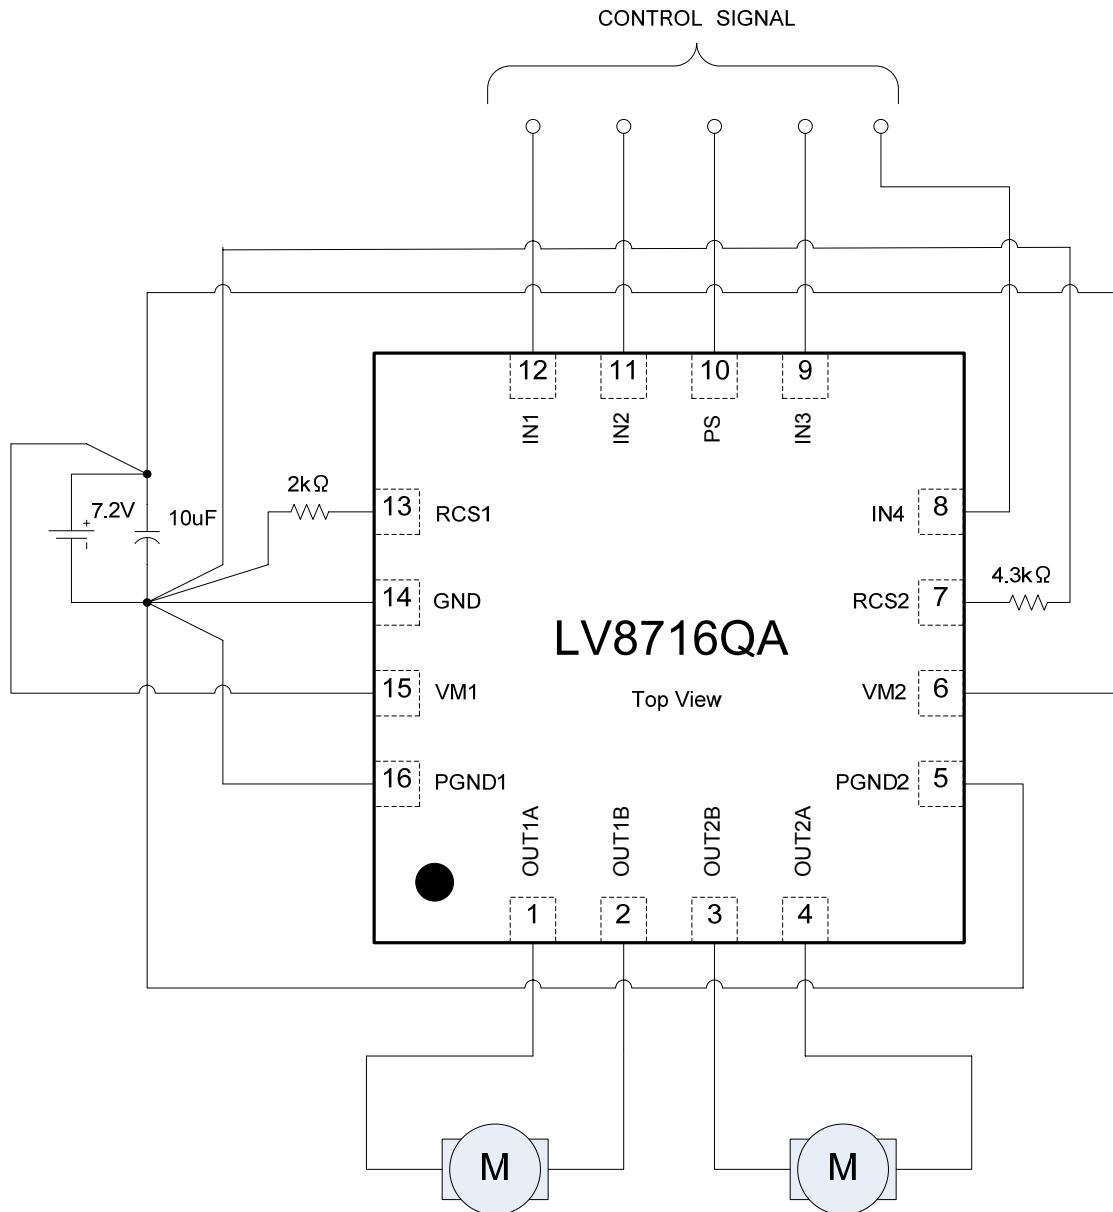 CONTROL SIGNAL
12 11 10 9
IN1 IN2 PS IN3
7.2V
+
-
10uF
2kΩ
13 RCS1
IN4 8
4.3kΩ
14 GND
RCS2 7
LV8716QA
15 VM1
Top View
VM2 6
16 PGND1
PGND2 5
OUT1A OUT1B OUT2B OUT2A
1 2 3 4
M M